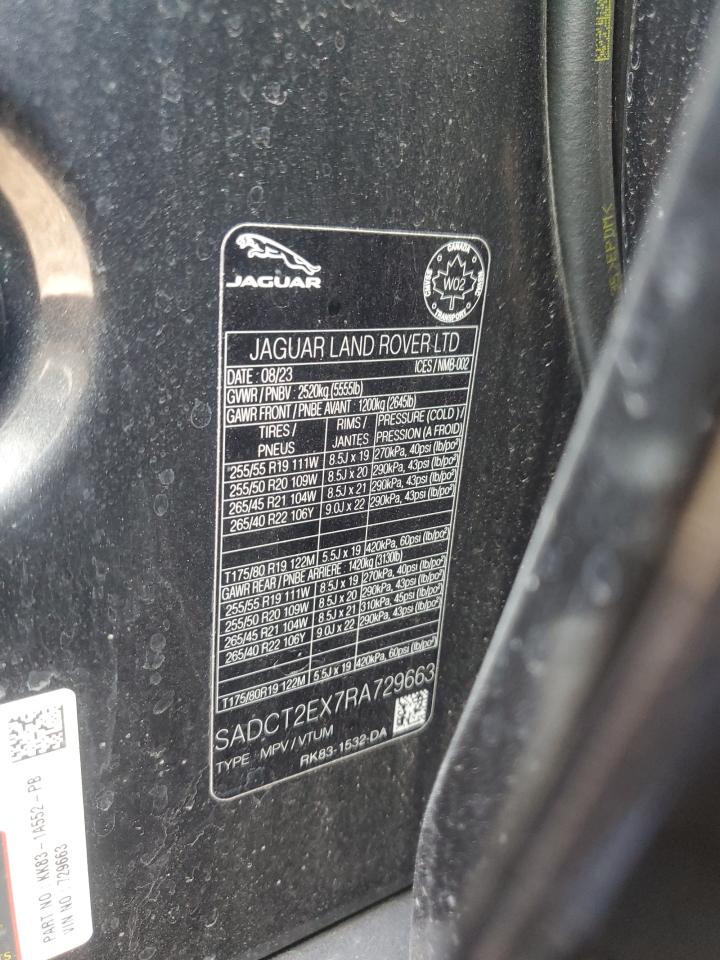 JAGUAR
CANADA
CMVSS
NSVAC
W02
TRANSPORT
JAGUAR LAND ROVER LTD
DATE : 08/23 ICES / NMB-002
GVWR / PNBV : 2520kg (5555lb)
GAWR FRONT / PNBE AVANT : 1200kg (2645lb)
TIRES / PNEUS RIMS / JANTES PRESSURE (COLD) / PRESSION (A FROID)
255/55 R19 111W 8.5J x 19 270kPa, 40psi (lb/po²)
255/50 R20 109W 8.5J x 20 290kPa, 43psi (lb/po²)
265/45 R21 104W 8.5J x 21 290kPa, 43psi (lb/po²)
265/40 R22 106Y 9.0J x 22 290kPa, 43psi (lb/po²)
T175/80 R19 122M 5.5J x 19 420kPa, 60psi (lb/po²)
GAWR REAR / PNBE ARRIERE : 1420kg (3130lb)
255/55 R19 111W 8.5J x 19 270kPa, 40psi (lb/po²)
255/50 R20 109W 8.5J x 20 290kPa, 43psi (lb/po²)
265/45 R21 104W 8.5J x 21 310kPa, 45psi (lb/po²)
265/40 R22 106Y 9.0J x 22 290kPa, 43psi (lb/po²)
T175/80R19 122M 5.5J x 19 420kPa, 60psi (lb/po²)
SADCT2EX7RA729663
TYPE : MPV / VTUM
RK83-1532-DA
PART NO : KK83-1A552-PB
VIN NO : 729663
>EPDM<